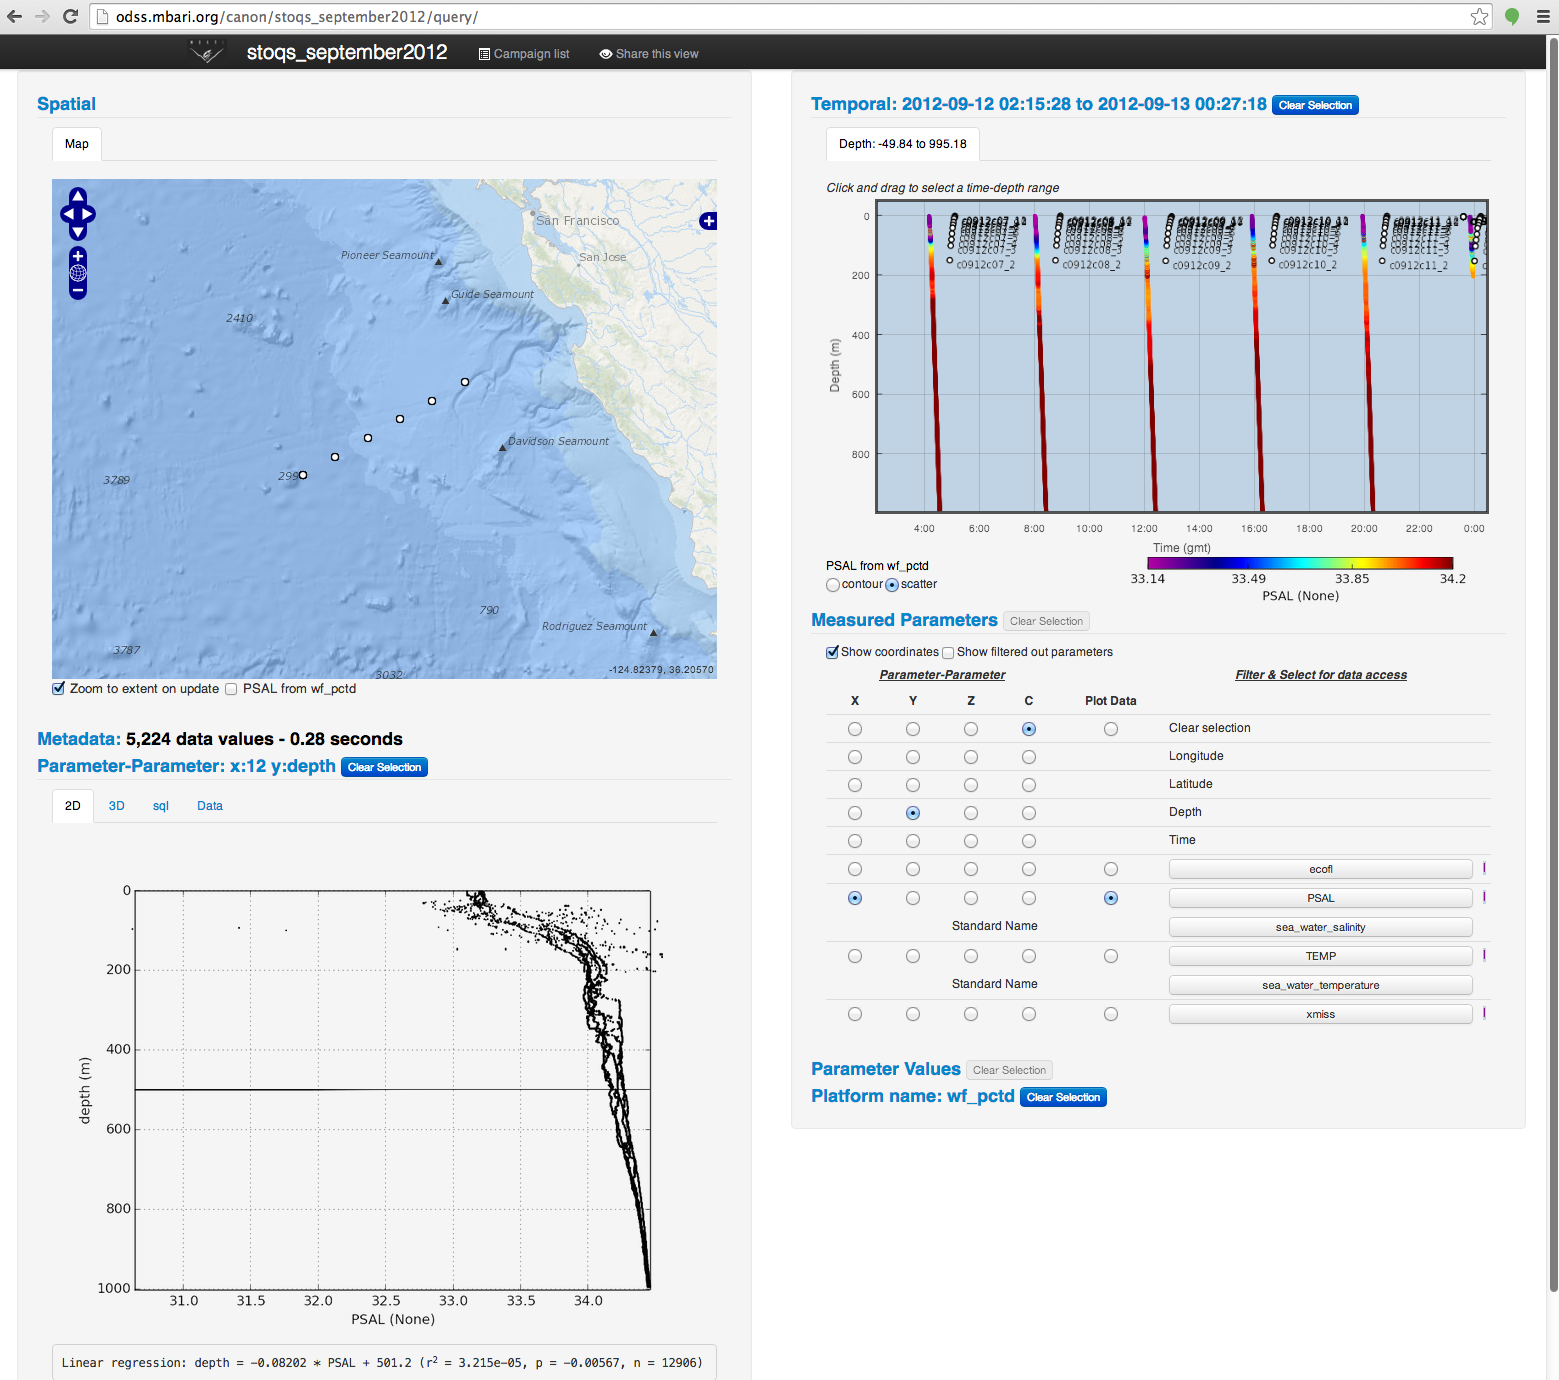 odss.mbari.org/canon/stoqs_september2012/query/
stoqs_september2012
Campaign list
Share this view
Spatial
Map
San Francisco
San Jose
Pioneer Seamount
Guide Seamount
2410
Davidson Seamount
3789
299
790
Rodriguez Seamount
3787
3032
-124.82379, 36.20570
Zoom to extent on update
PSAL from wf_pctd
Metadata: 5,224 data values - 0.28 seconds
Parameter-Parameter: x:12 y:depth Clear Selection
2D 3D sql Data
0
200
400
600
800
1000
depth (m)
31.0 31.5 32.0 32.5 33.0 33.5 34.0
PSAL (None)
Linear regression: depth = -0.08202 * PSAL + 501.2 (r² = 3.215e-05, p = -0.00567, n = 12906)
Temporal: 2012-09-12 02:15:28 to 2012-09-13 00:27:18 Clear Selection
Depth: -49.84 to 995.18
Click and drag to select a time-depth range
0
200
400
600
800
Depth (m)
c0912c07_2 c0912c08_2 c0912c09_2 c0912c10_2 c0912c11_2
4:00 6:00 8:00 10:00 12:00 14:00 16:00 18:00 20:00 22:00 0:00
Time (gmt)
PSAL from wf_pctd
contour scatter
33.14 33.49 33.85 34.2
PSAL (None)
Measured Parameters Clear Selection
Show coordinates Show filtered out parameters
Parameter-Parameter Filter & Select for data access
X Y Z C Plot Data
Clear selection
Longitude
Latitude
Depth
Time
ecofl
PSAL
Standard Name sea_water_salinity
TEMP
Standard Name sea_water_temperature
xmiss
Parameter Values Clear Selection
Platform name: wf_pctd Clear Selection